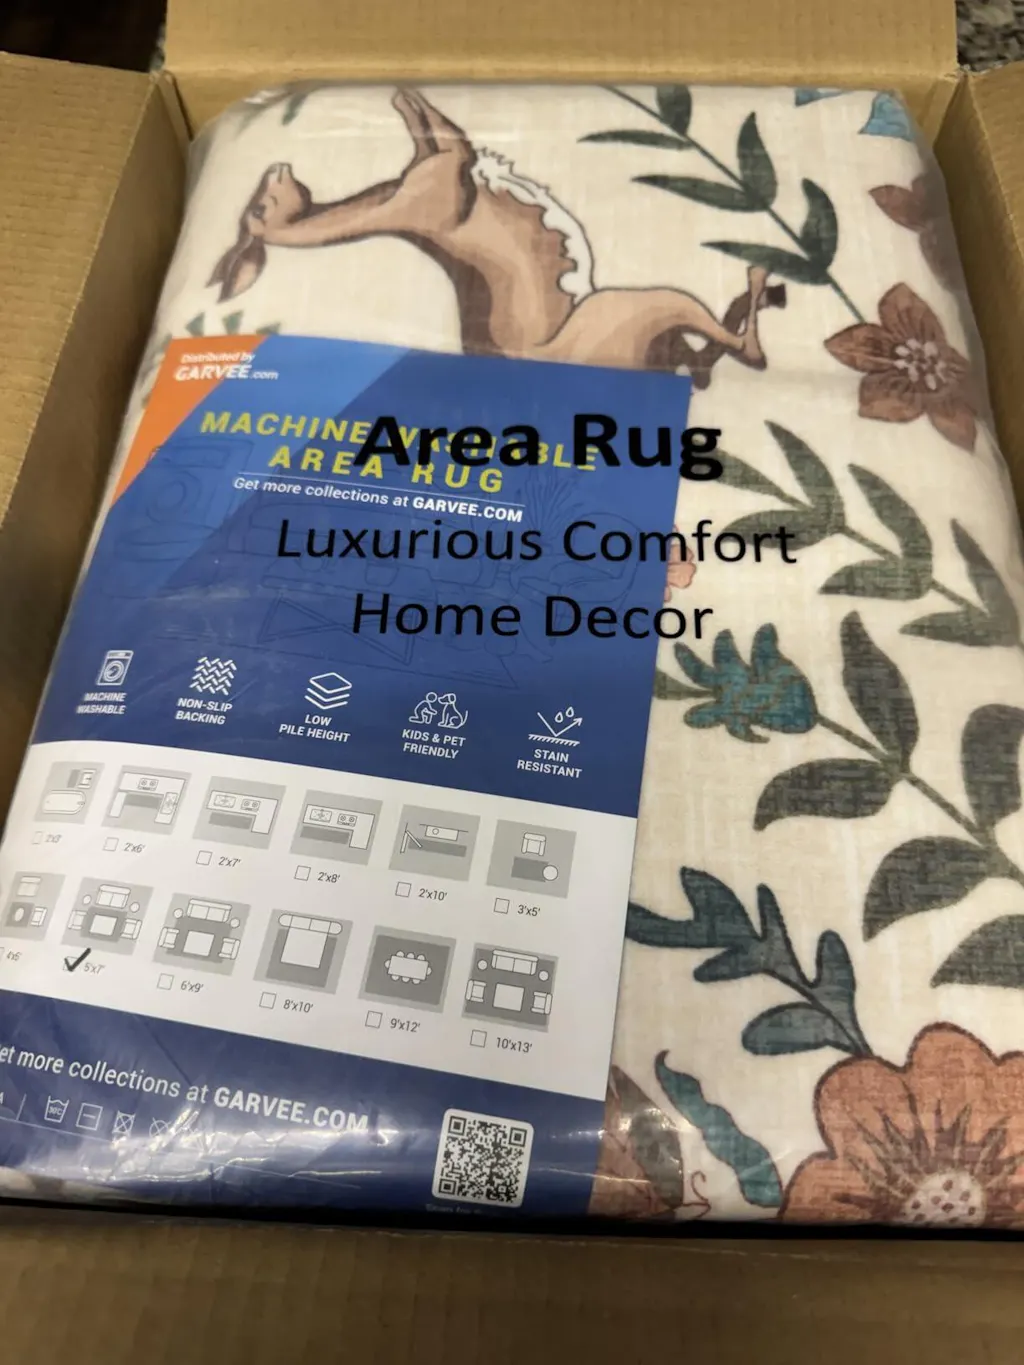 Distributed by
GARVEE.com
MACHINE WASHABLE
AREA RUG
Get more collections at GARVEE.COM
Area Rug
Luxurious Comfort
Home Decor
MACHINE
WASHABLE
NON-SLIP
BACKING
LOW
PILE HEIGHT
KIDS & PET
FRIENDLY
STAIN
RESISTANT
2'x6'
2'x7'
2'x8'
2'x10'
3'x5'
5'x7'
6'x9'
8'x10'
9'x12'
10'x13'
et more collections at GARVEE.COM
30°C